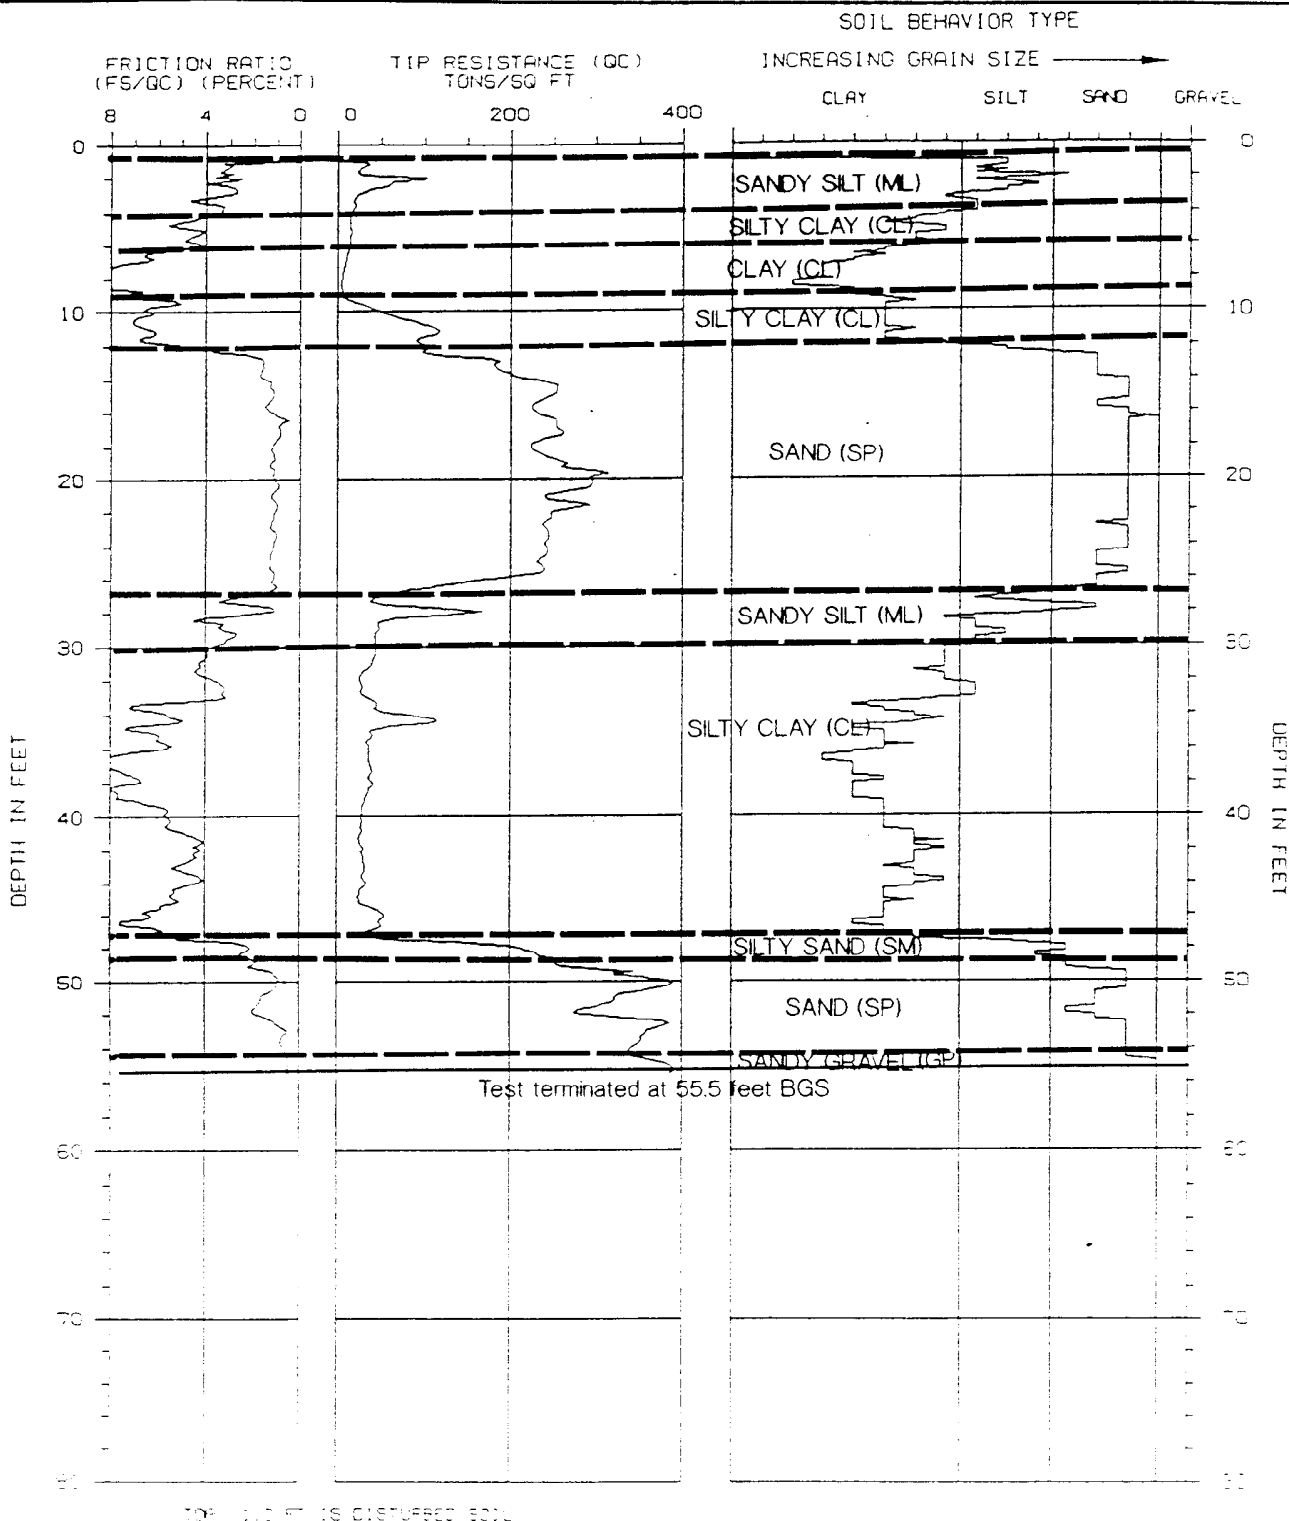 SOIL BEHAVIOR TYPE
FRICTION RATIO
(FS/QC) (PERCENT)
TIP RESISTANCE (QC)
TONS/SQ FT
INCREASING GRAIN SIZE
CLAY SILT SAND GRAVEL
8 4 0 0 200 400
0 0
SANDY SILT (ML)
SILTY CLAY (CL)
CLAY (CL)
10 10
SILTY CLAY (CL)
SAND (SP)
20 20
SANDY SILT (ML)
30 30
SILTY CLAY (CL)
DEPTH IN FEET
DEPTH IN FEET
40 40
SILTY SAND (SM)
50 50
SAND (SP)
SANDY GRAVEL (GP)
Test terminated at 55.5 feet BGS
60 60
70 70
IS DISTURBED SOIL